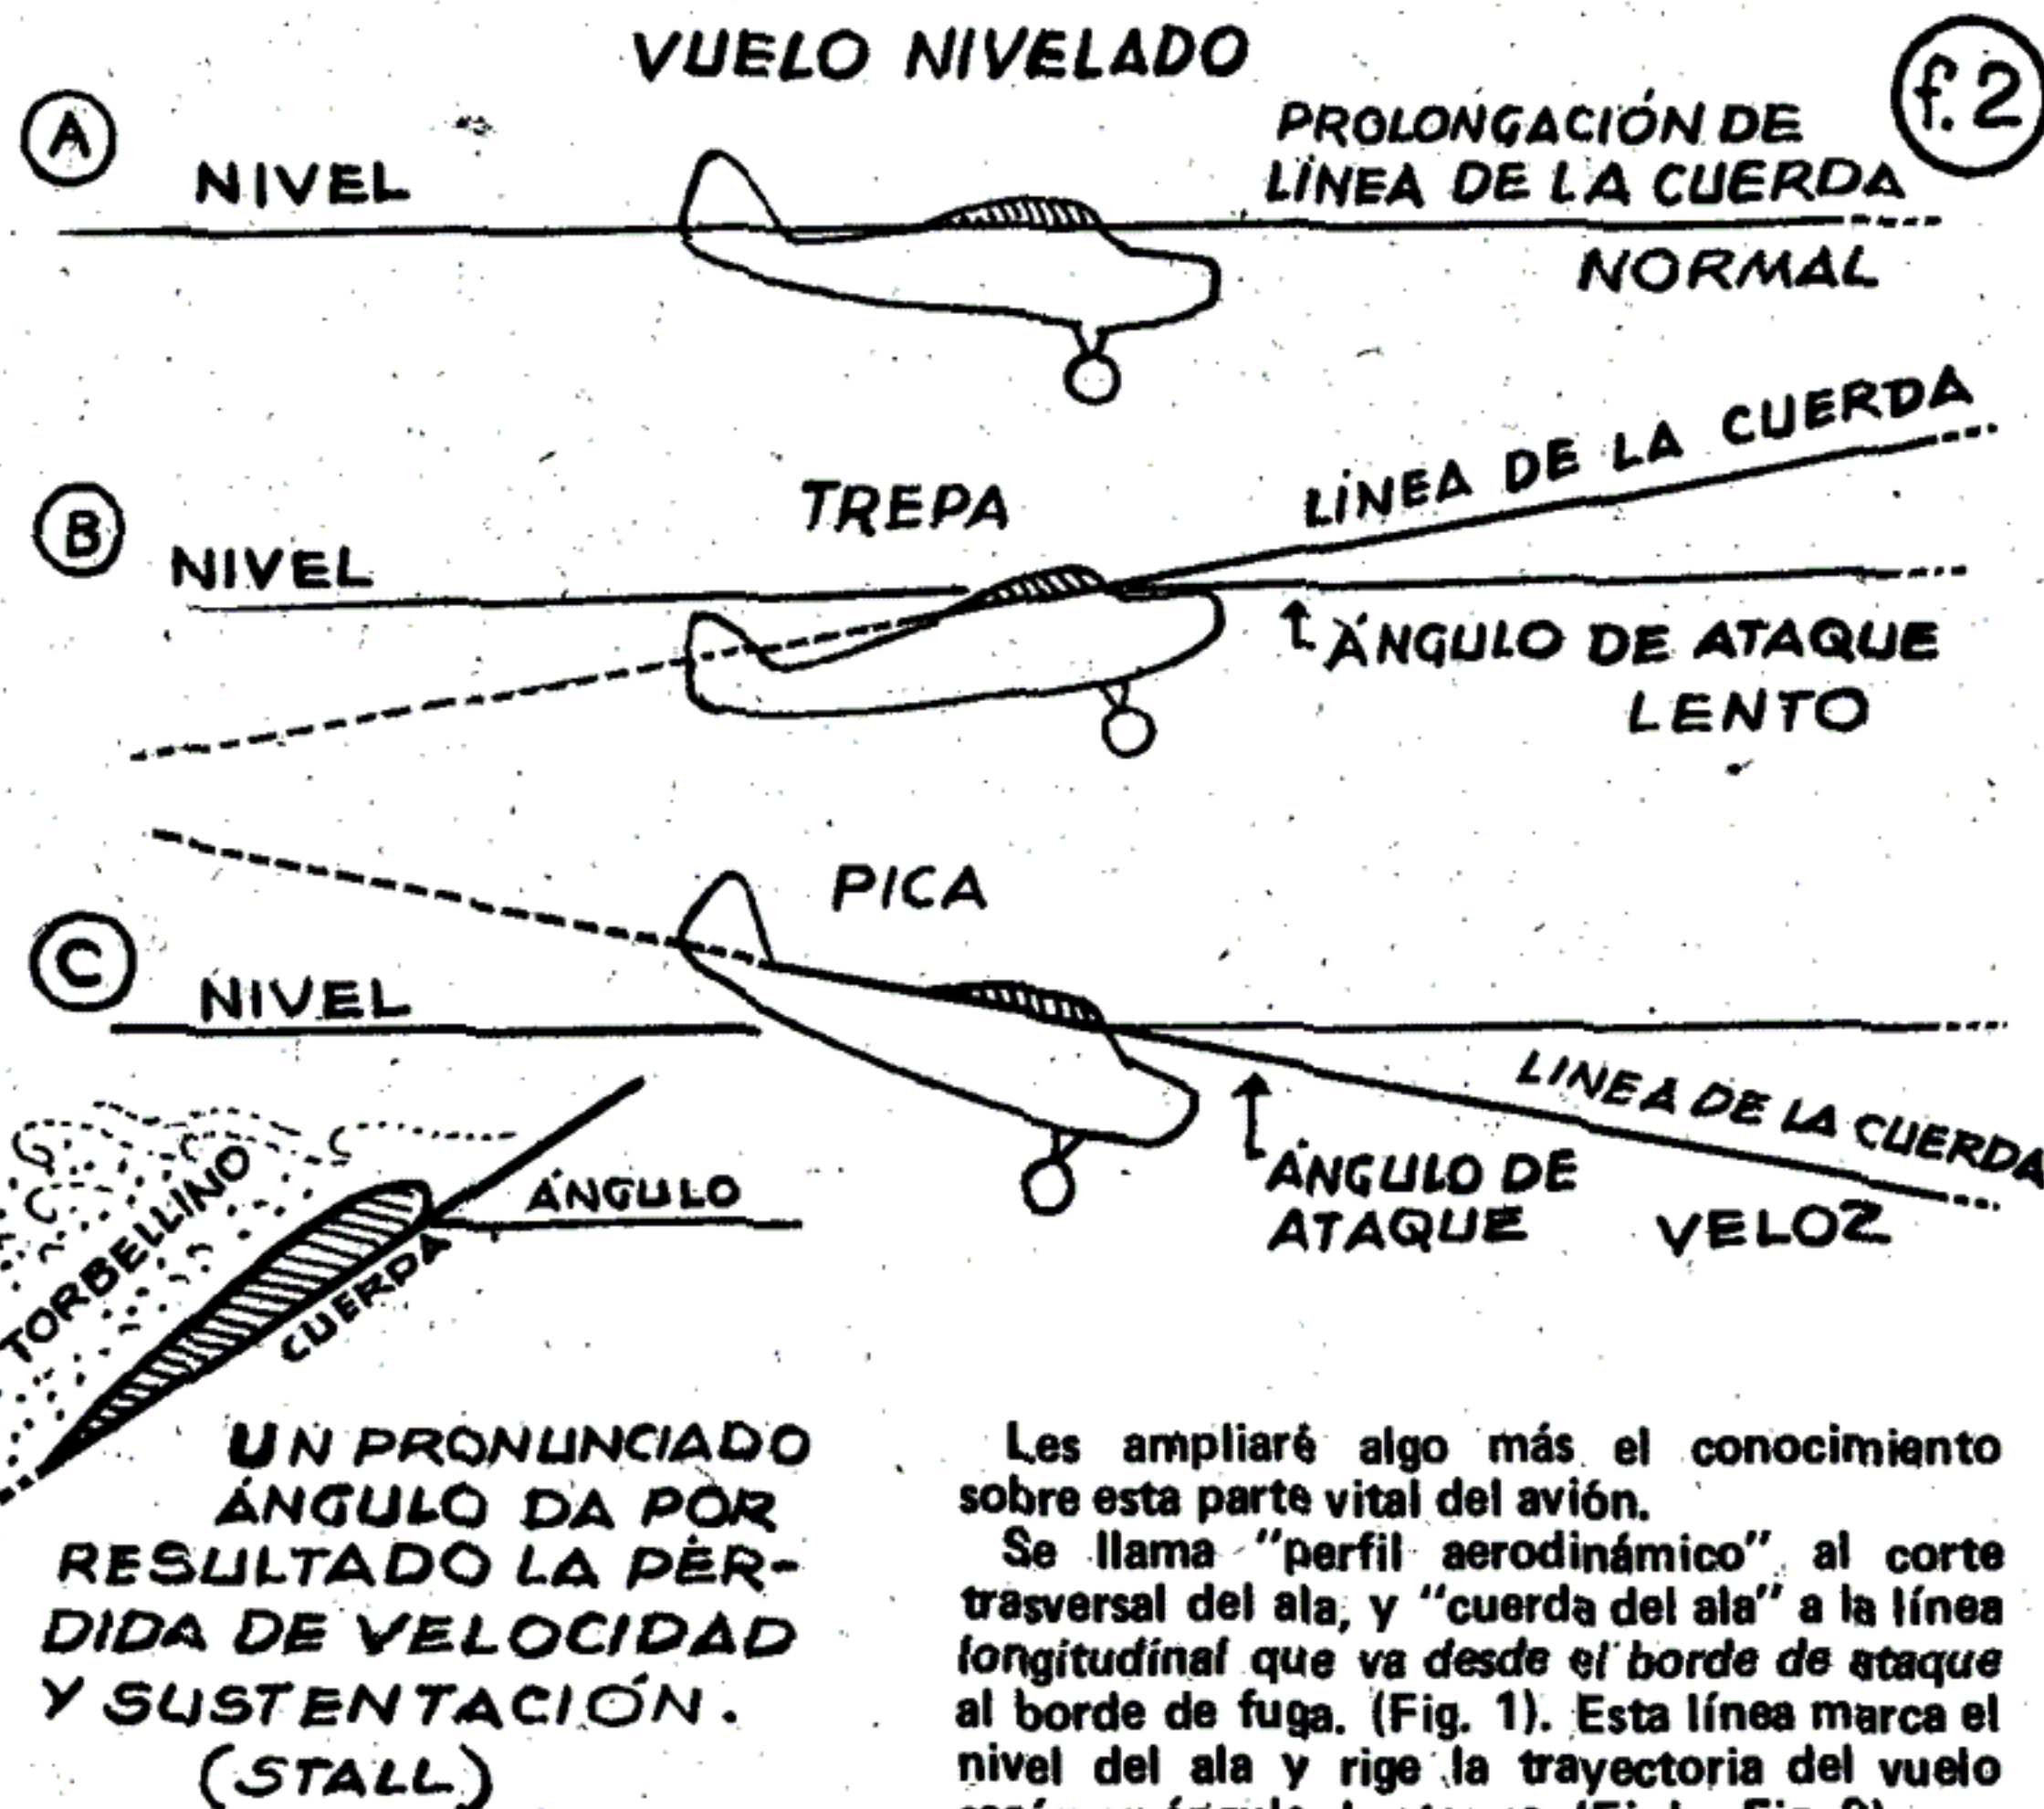 VUELO NIVELADO
f.2
A
NIVEL
PROLONGACIÓN DE
LÍNEA DE LA CUERDA
NORMAL
B
NIVEL
TREPA
LÍNEA DE LA CUERDA
ÁNGULO DE ATAQUE
LENTO
C
NIVEL
PICA
LINEA DE LA CUERDA
ÁNGULO DE
ATAQUE
VELOZ
TORBELLINO
CUERDA
ÁNGULO
UN PRONUNCIADO
ÁNGULO DA POR
RESULTADO LA PÉR-
DIDA DE VELOCIDAD
Y SUSTENTACIÓN.
(STALL)
Les ampliaré algo más el conocimiento
sobre esta parte vital del avión.
Se llama "perfil aerodinámico" al corte
trasversal del ala, y "cuerda del ala" a la línea
longitudinal que va desde el borde de ataque
al borde de fuga. (Fig. 1). Esta línea marca el
nivel del ala y rige la trayectoria del vuelo